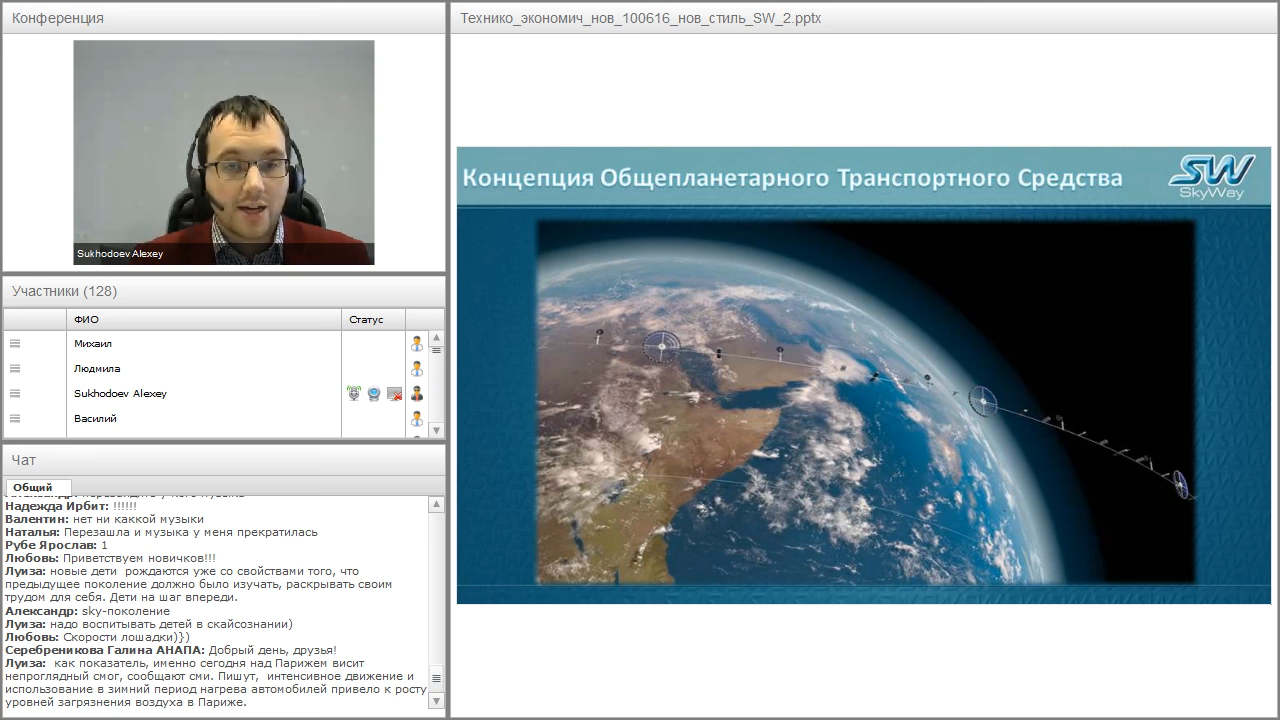 Конференция
Sukhodoev Alexey
Участники (128)
ФИО
Статус
Михаил
Людмила
Sukhodoev Alexey
Василий
Чат
Общий
Надежда Ирбит: !!!!!!
Валентин: нет ни каккой музыки
Наталья: Перезашла и музыка у меня прекратилась
Рубе Ярослав: 1
Любовь: Приветствуем новичков!!!
Луиза: новые дети рождаются уже со свойствами того, что
предыдущее поколение должно было изучать, раскрывать своим
трудом для себя. Дети на шаг впереди.
Александр: sky-поколение
Луиза: надо воспитывать детей в скайсознании)
Любовь: Скорости лошадки)})
Серебреникова Галина АНАПА: Добрый день, друзья!
Луиза: как показатель, именно сегодня над Парижем висит
непроглядный смог, сообщают сми. Пишут, интенсивное движение и
использование в зимний период нагрева автомобилей привело к росту
уровней загрязнения воздуха в Париже.
Технико_экономич_нов_100616_нов_стиль_SW_2.pptx
Концепция Общепланетарного Транспортного Средства
SW
SkyWay